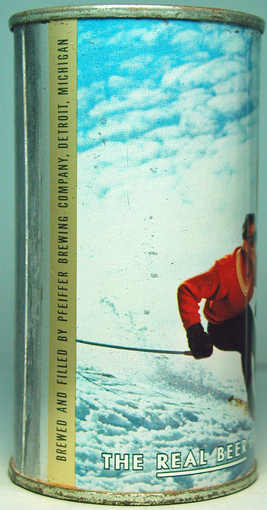 BREWED AND FILLED BY PFEIFFER BREWING COMPANY, DETROIT, MICHIGAN
THE REAL BEER